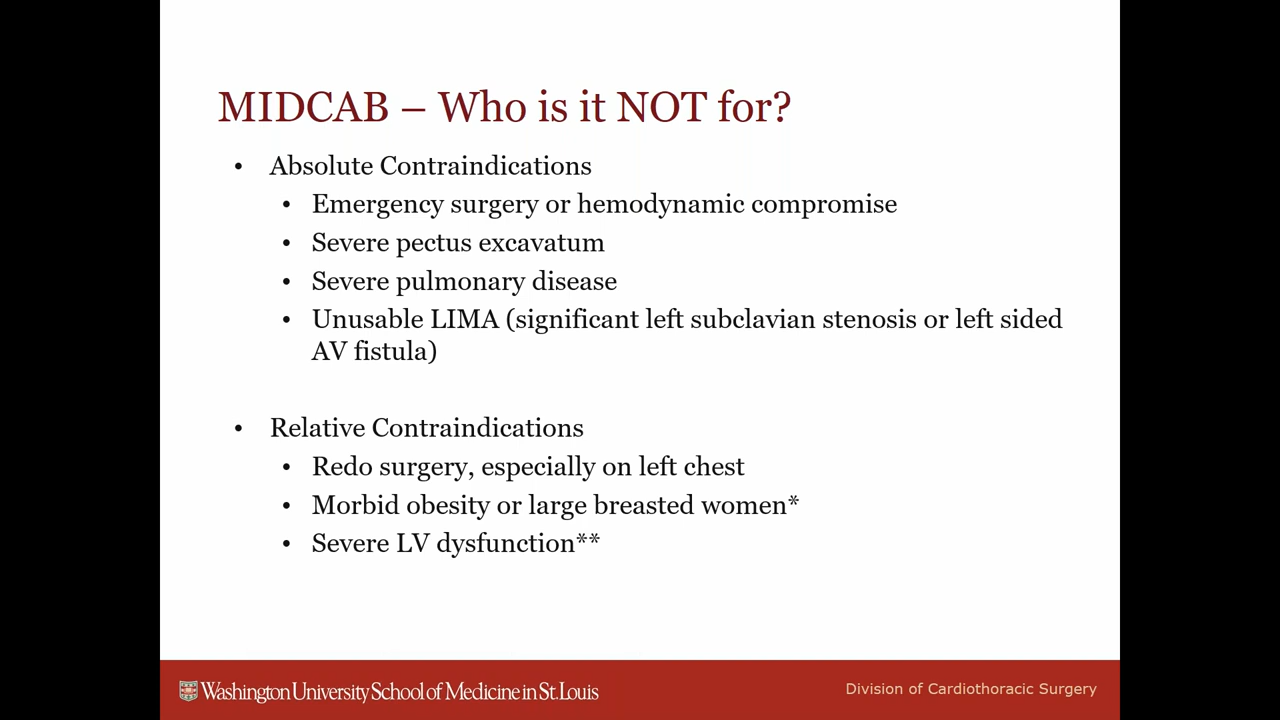 MIDCAB – Who is it NOT for?
• Absolute Contraindications
• Emergency surgery or hemodynamic compromise
• Severe pectus excavatum
• Severe pulmonary disease
• Unusable LIMA (significant left subclavian stenosis or left sided
AV fistula)
• Relative Contraindications
• Redo surgery, especially on left chest
• Morbid obesity or large breasted women*
• Severe LV dysfunction**
Washington University School of Medicine in St. Louis
Division of Cardiothoracic Surgery